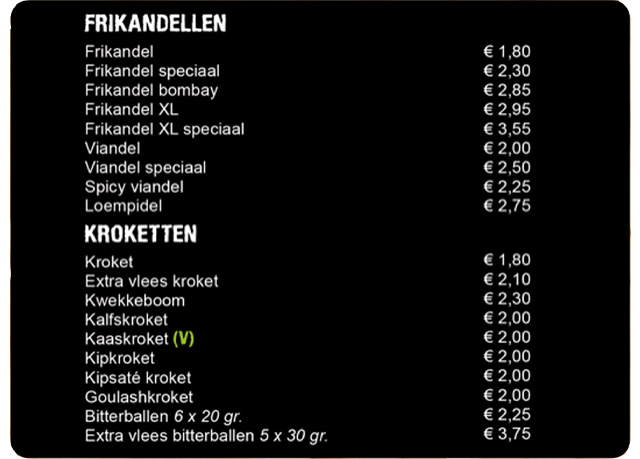 FRIKANDELLEN
Frikandel € 1,80
Frikandel speciaal € 2,30
Frikandel bombay € 2,85
Frikandel XL € 2,95
Frikandel XL speciaal € 3,55
Viandel € 2,00
Viandel speciaal € 2,50
Spicy viandel € 2,25
Loempidel € 2,75
KROKETTEN
Kroket € 1,80
Extra vlees kroket € 2,10
Kwekkeboom € 2,30
Kalfskroket € 2,00
Kaaskroket (V) € 2,00
Kipkroket € 2,00
Kipsaté kroket € 2,00
Goulashkroket € 2,00
Bitterballen 6 x 20 gr. € 2,25
Extra vlees bitterballen 5 x 30 gr. € 3,75